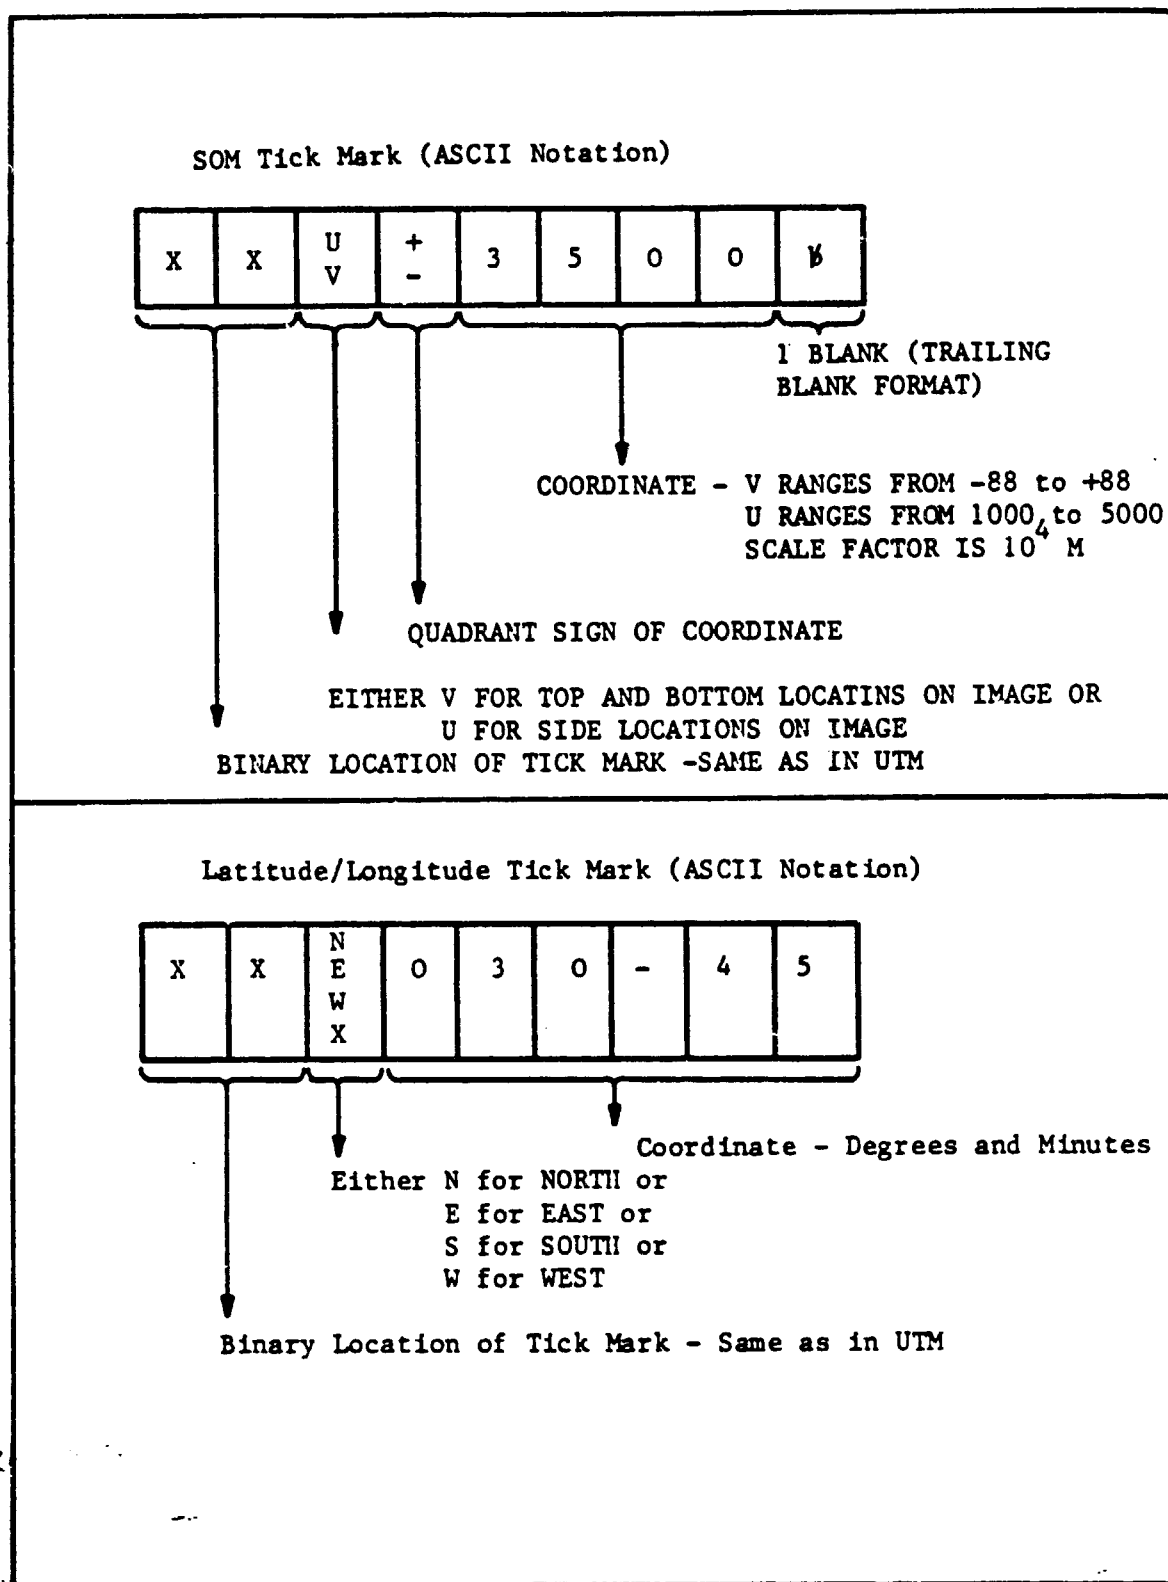 SOM Tick Mark (ASCII Notation)
X X U + 3 5 0 0 ƀ
V -
1 BLANK (TRAILING
BLANK FORMAT)
COORDINATE - V RANGES FROM -88 to +88
U RANGES FROM 1000 to 5000
SCALE FACTOR IS 10⁴ M
QUADRANT SIGN OF COORDINATE
EITHER V FOR TOP AND BOTTOM LOCATINS ON IMAGE OR
U FOR SIDE LOCATIONS ON IMAGE
BINARY LOCATION OF TICK MARK -SAME AS IN UTM
Latitude/Longitude Tick Mark (ASCII Notation)
X X N 0 3 0 - 4 5
E
W
X
Coordinate - Degrees and Minutes
Either N for NORTH or
E for EAST or
S for SOUTH or
W for WEST
Binary Location of Tick Mark - Same as in UTM